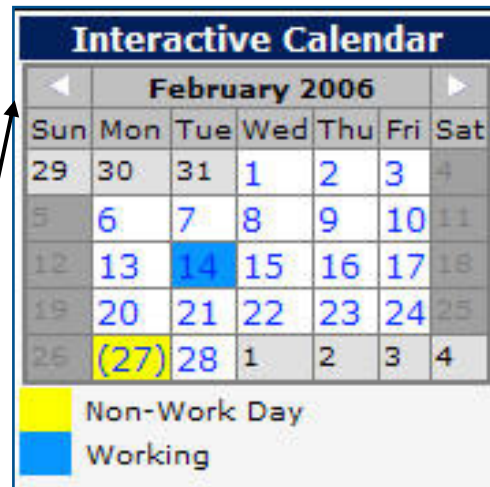 Interactive Calendar
February 2006
Sun Mon Tue Wed Thu Fri Sat
29 30 31 1 2 3 4
5 6 7 8 9 10 11
12 13 14 15 16 17 18
19 20 21 22 23 24 25
26 (27) 28 1 2 3 4
Non-Work Day
Working